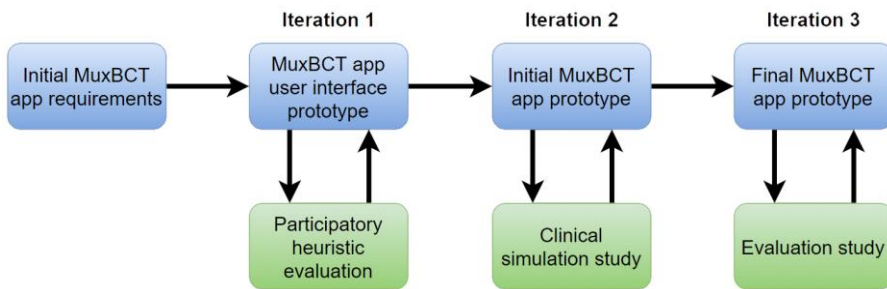 Iteration 1
Iteration 2
Iteration 3
Initial MuxBCT
app requirements
MuxBCT app
user interface
prototype
Initial MuxBCT
app prototype
Final MuxBCT
app prototype
Participatory
heuristic
evaluation
Clinical
simulation study
Evaluation study